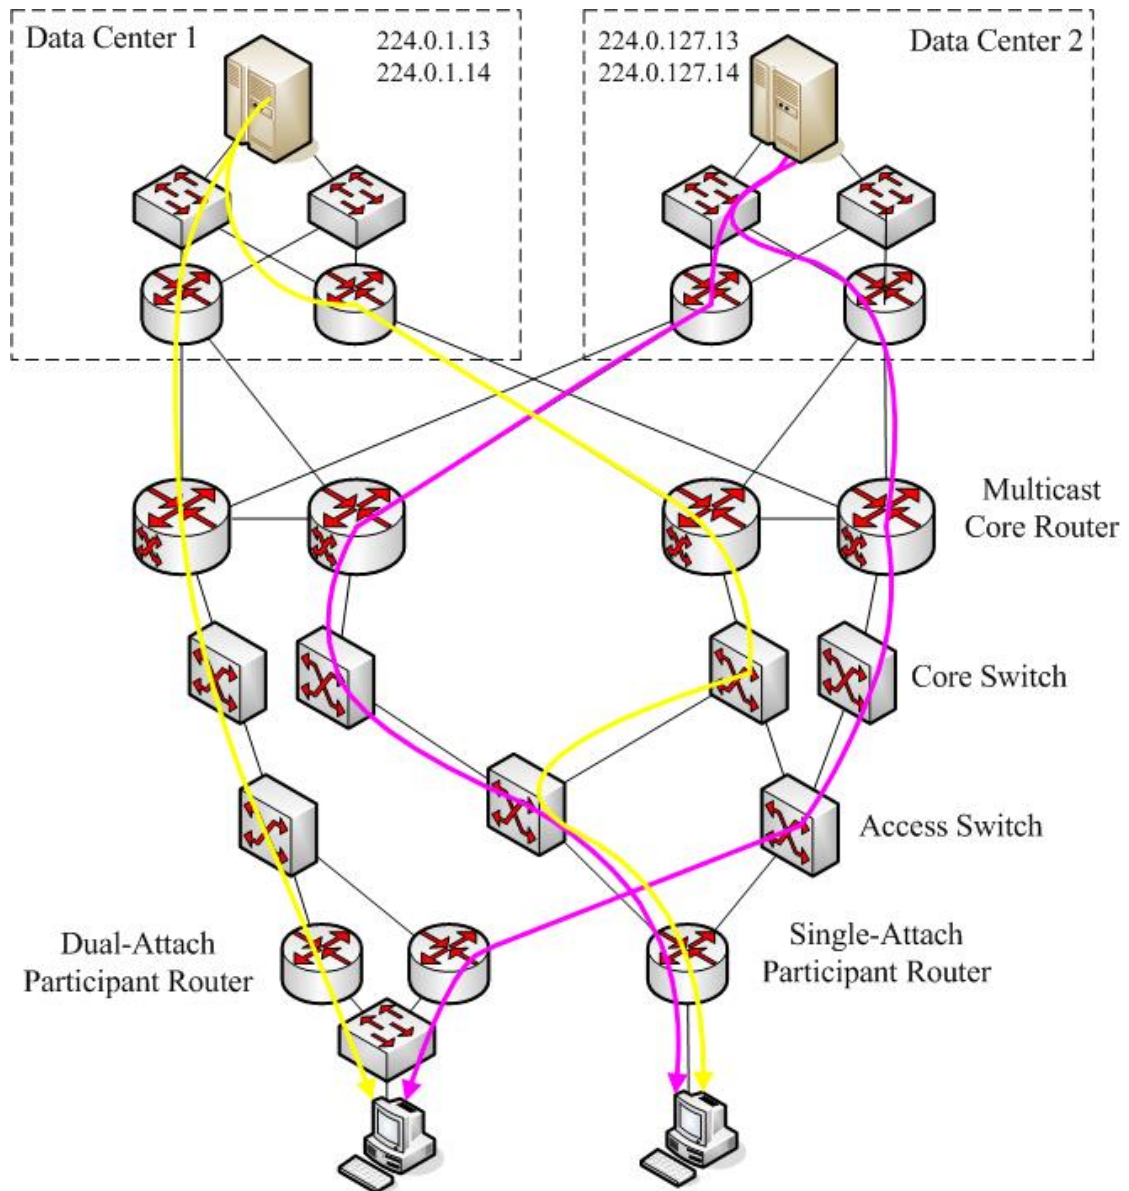 Data Center 1
224.0.1.13
224.0.1.14
224.0.127.13
224.0.127.14
Data Center 2
Multicast
Core Router
Core Switch
Access Switch
Dual-Attach
Participant Router
Single-Attach
Participant Router